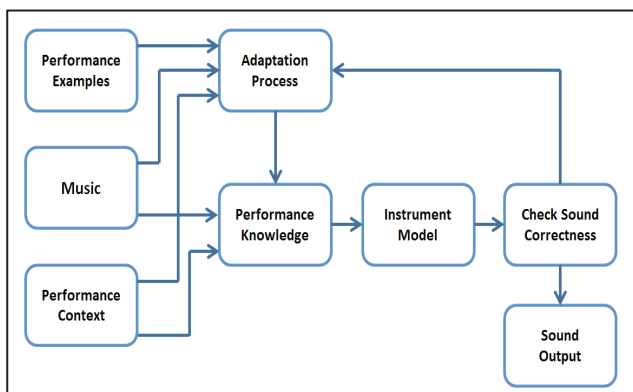 Performance
Examples
Adaptation
Process
Music
Performance
Knowledge
Instrument
Model
Check Sound
Correctness
Performance
Context
Sound
Output